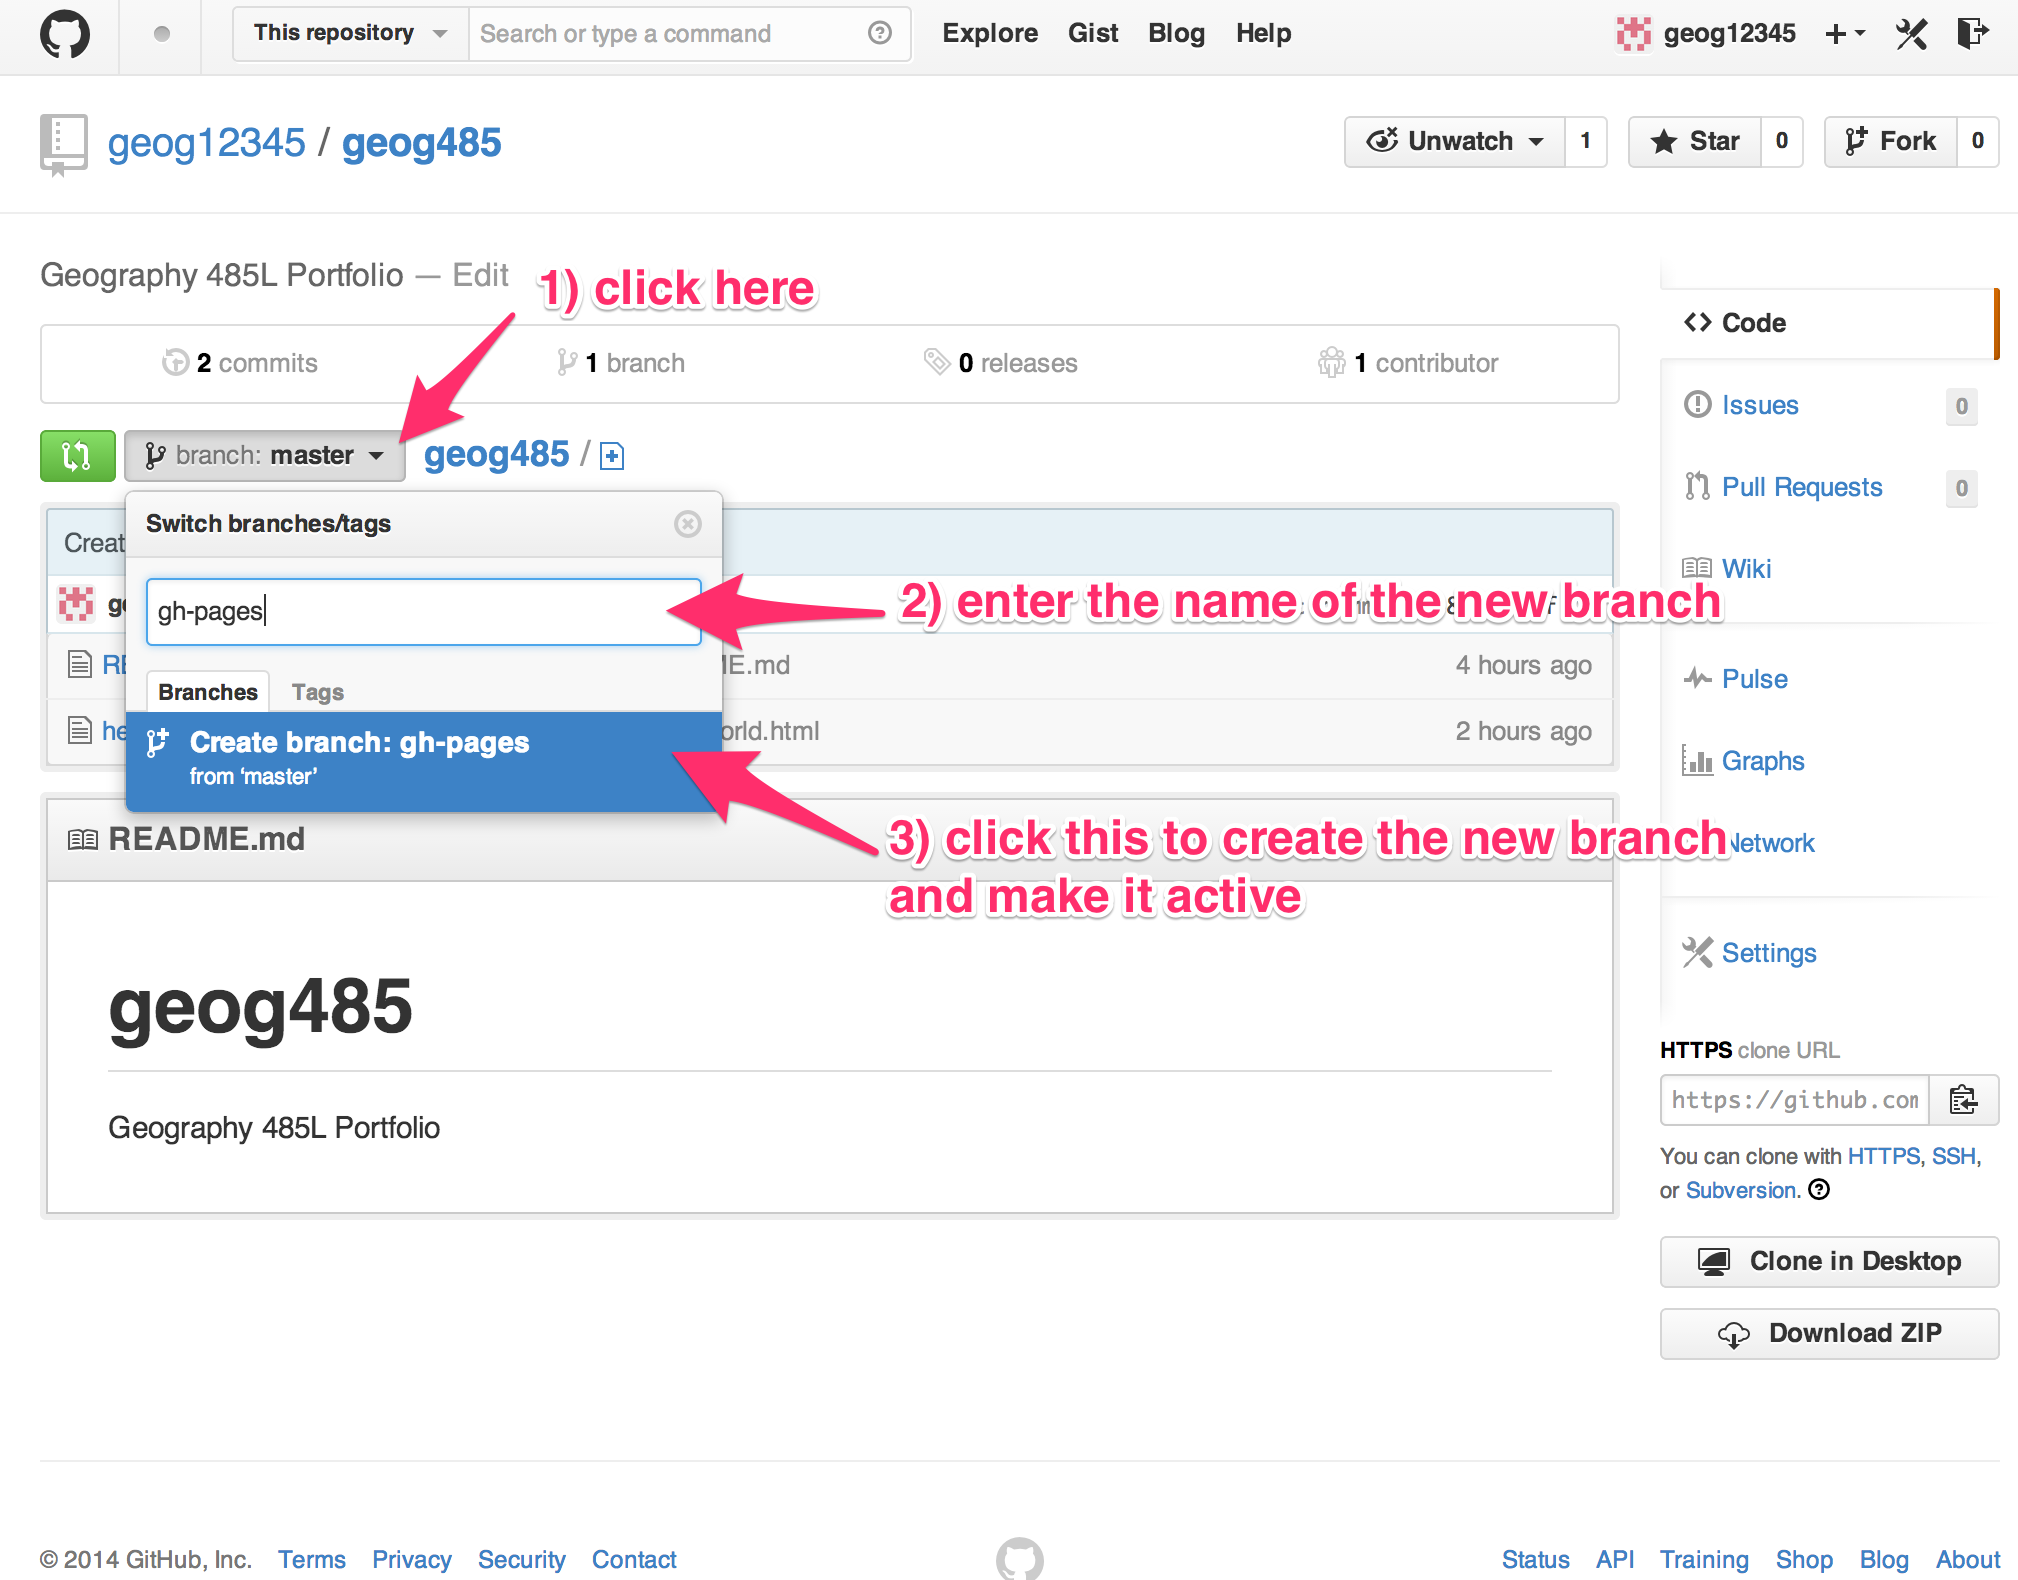 This repository Search or type a command Explore Gist Blog Help geog12345
geog12345 / geog485 Unwatch 1 Star 0 Fork 0
Geography 485L Portfolio — Edit
1) click here
2 commits 1 branch 0 releases 1 contributor
branch: master geog485 /
Switch branches/tags
gh-pages
2) enter the name of the new branch
Branches Tags
4 hours ago
Create branch: gh-pages
from ‘master’
2 hours ago
3) click this to create the new branch
and make it active
README.md
geog485
Geography 485L Portfolio
Code
Issues 0
Pull Requests 0
Wiki
Pulse
Graphs
Network
Settings
HTTPS clone URL
https://github.com
You can clone with HTTPS, SSH,
or Subversion.
Clone in Desktop
Download ZIP
© 2014 GitHub, Inc. Terms Privacy Security Contact Status API Training Shop Blog About